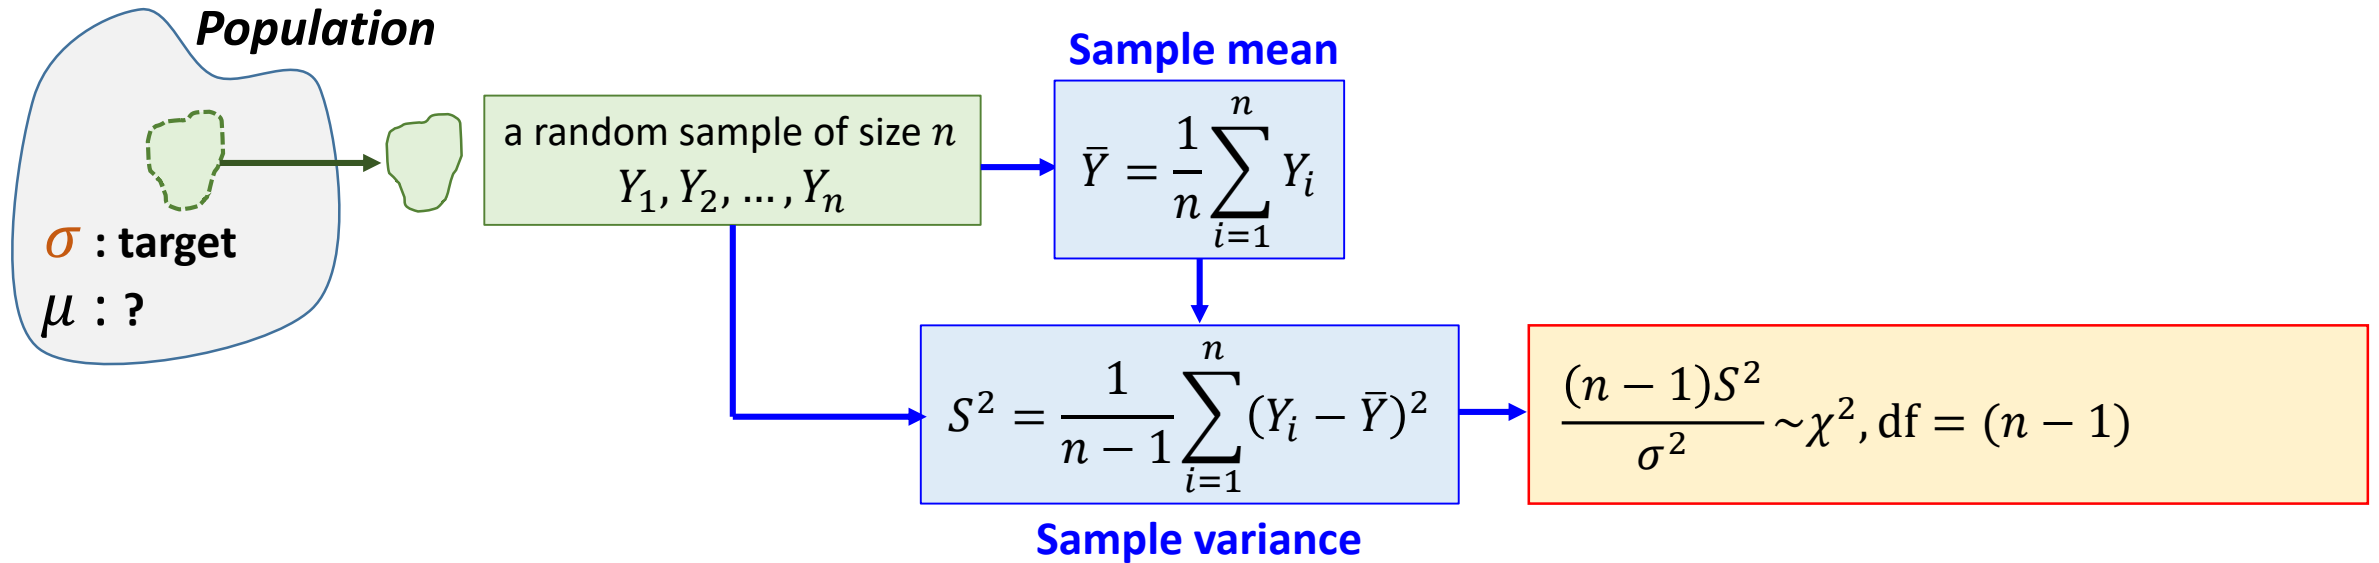 Population
σ : target
μ : ?
a random sample of size n
Y₁, Y₂, … , Yₙ
Sample mean
Ȳ = 1/n ∑ᵢ₌₁ⁿ Yᵢ
S² = 1/(n − 1) ∑ᵢ₌₁ⁿ (Yᵢ − Ȳ)²
Sample variance
(n − 1)S²/σ² ~χ², df = (n − 1)